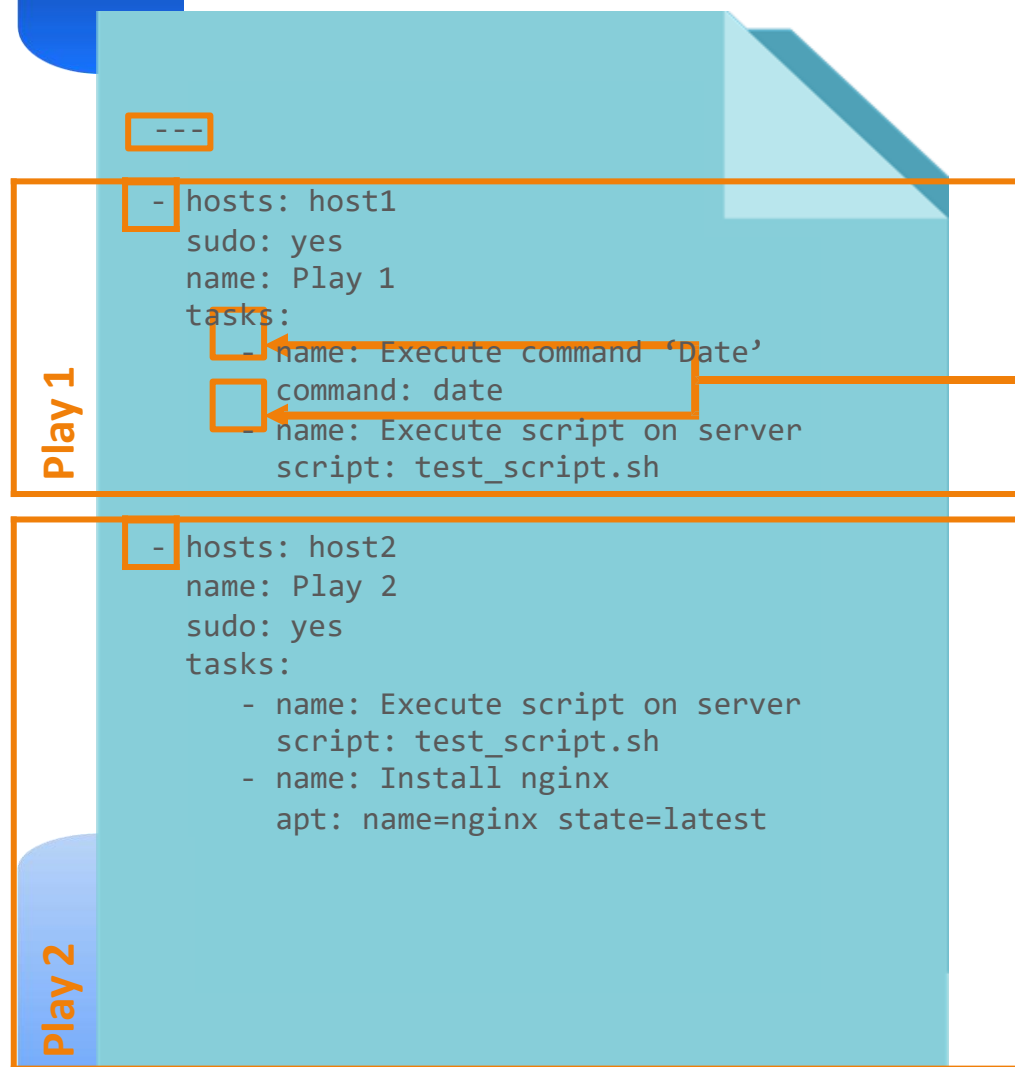 ---
- hosts: host1
sudo: yes
name: Play 1
tasks:
- name: Execute command ‘Date’
command: date
- name: Execute script on server
script: test_script.sh
Play 1
- hosts: host2
name: Play 2
sudo: yes
tasks:
- name: Execute script on server
script: test_script.sh
- name: Install nginx
apt: name=nginx state=latest
Play 2